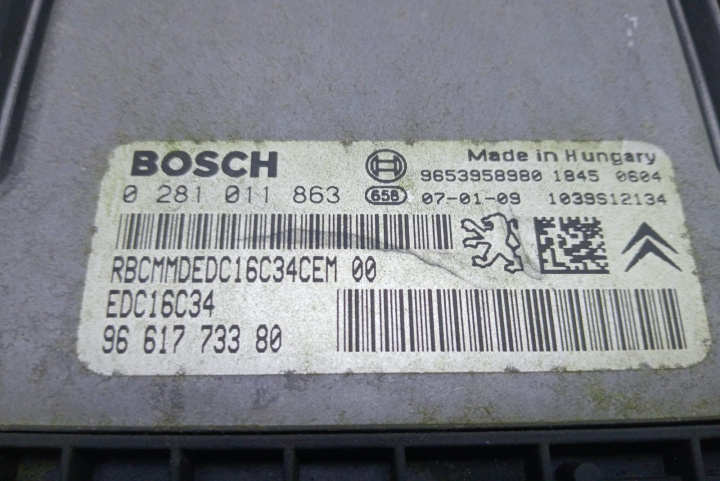 BOSCH
Made in Hungary
9653958980 1845 0604
0 281 011 863 658 07-01-09 1039S12134
RBCMMDEDC16C34CEM 00
EDC16C34
96 617 733 80